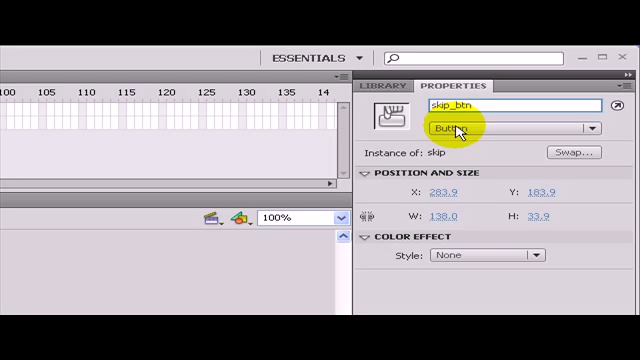 ESSENTIALS
100 105 110 115 120 125 130 135 14
LIBRARY PROPERTIES
skip_btn
Button
Instance of: skip Swap...
POSITION AND SIZE
X: 283.9 Y: 183.9
W: 138.0 H: 33.9
100%
COLOR EFFECT
Style: None